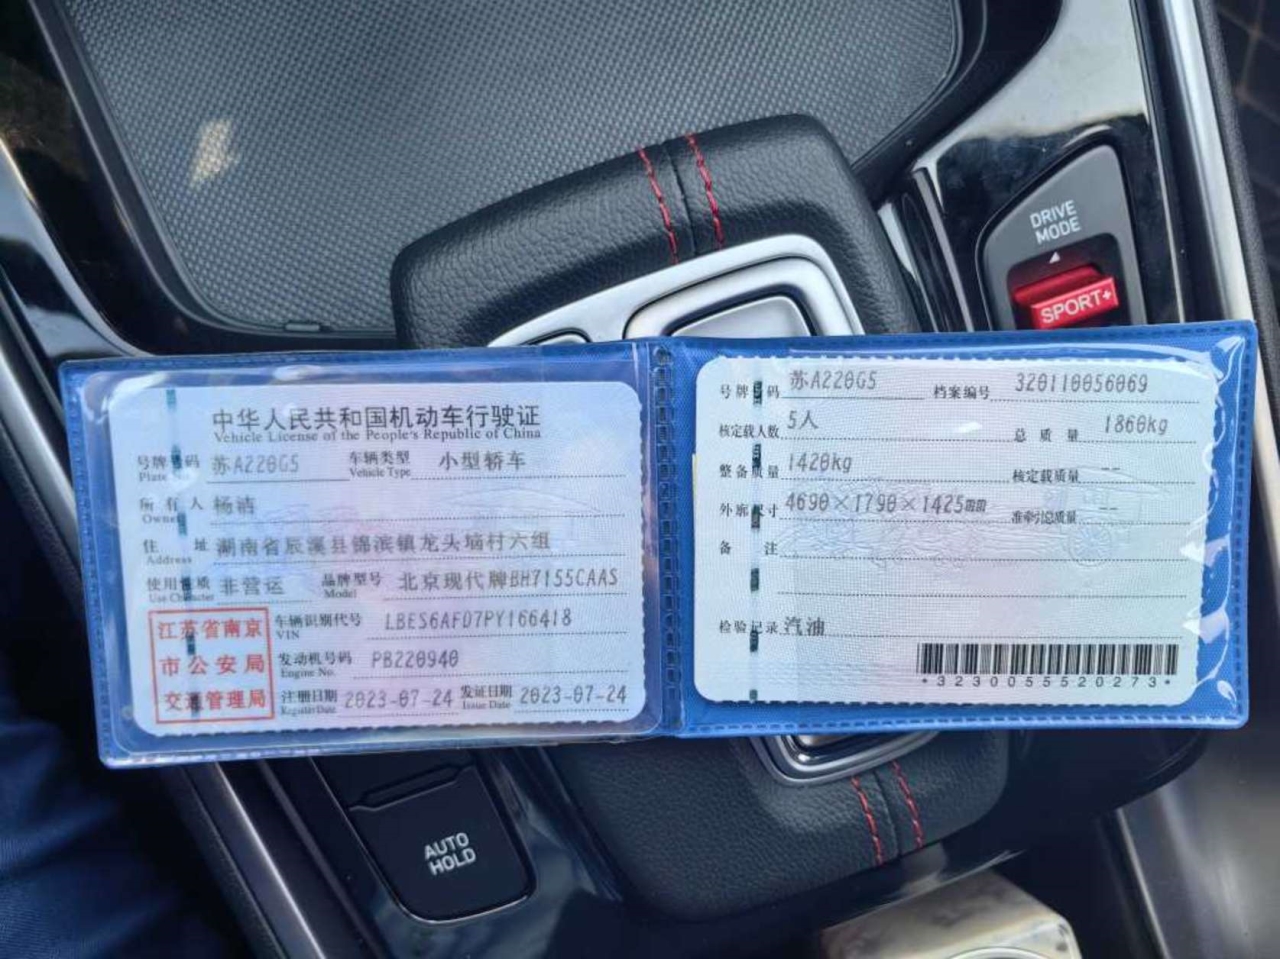 DRIVE
MODE
SPORT+
中华人民共和国机动车行驶证
Vehicle License of the People's Republic of China
号牌号码 苏A220G5 车辆类型 小型轿车
Plate No. Vehicle Type
所有人 杨洁
Owner
住址 湖南省辰溪县锦滨镇龙头墒村六组
Address
使用性质 非营运 品牌型号 北京现代牌BH7155CAAS
Use Character Model
江苏省南京
市公安局
交通管理局
车辆识别代号 LBES6AFD7PY166418
VIN
发动机号码 PB220940
Engine No.
注册日期 2023-07-24 发证日期 2023-07-24
Register Date Issue Date
号牌号码 苏A220G5 档案编号 320110056069
核定载人数 5人 总质量 1860kg
整备质量 1420kg 核定载质量 --
外廓尺寸 4690×1790×1425mm 准牵引总质量 --
备注
检验记录 汽油
*3230055520273*
AUTO
HOLD